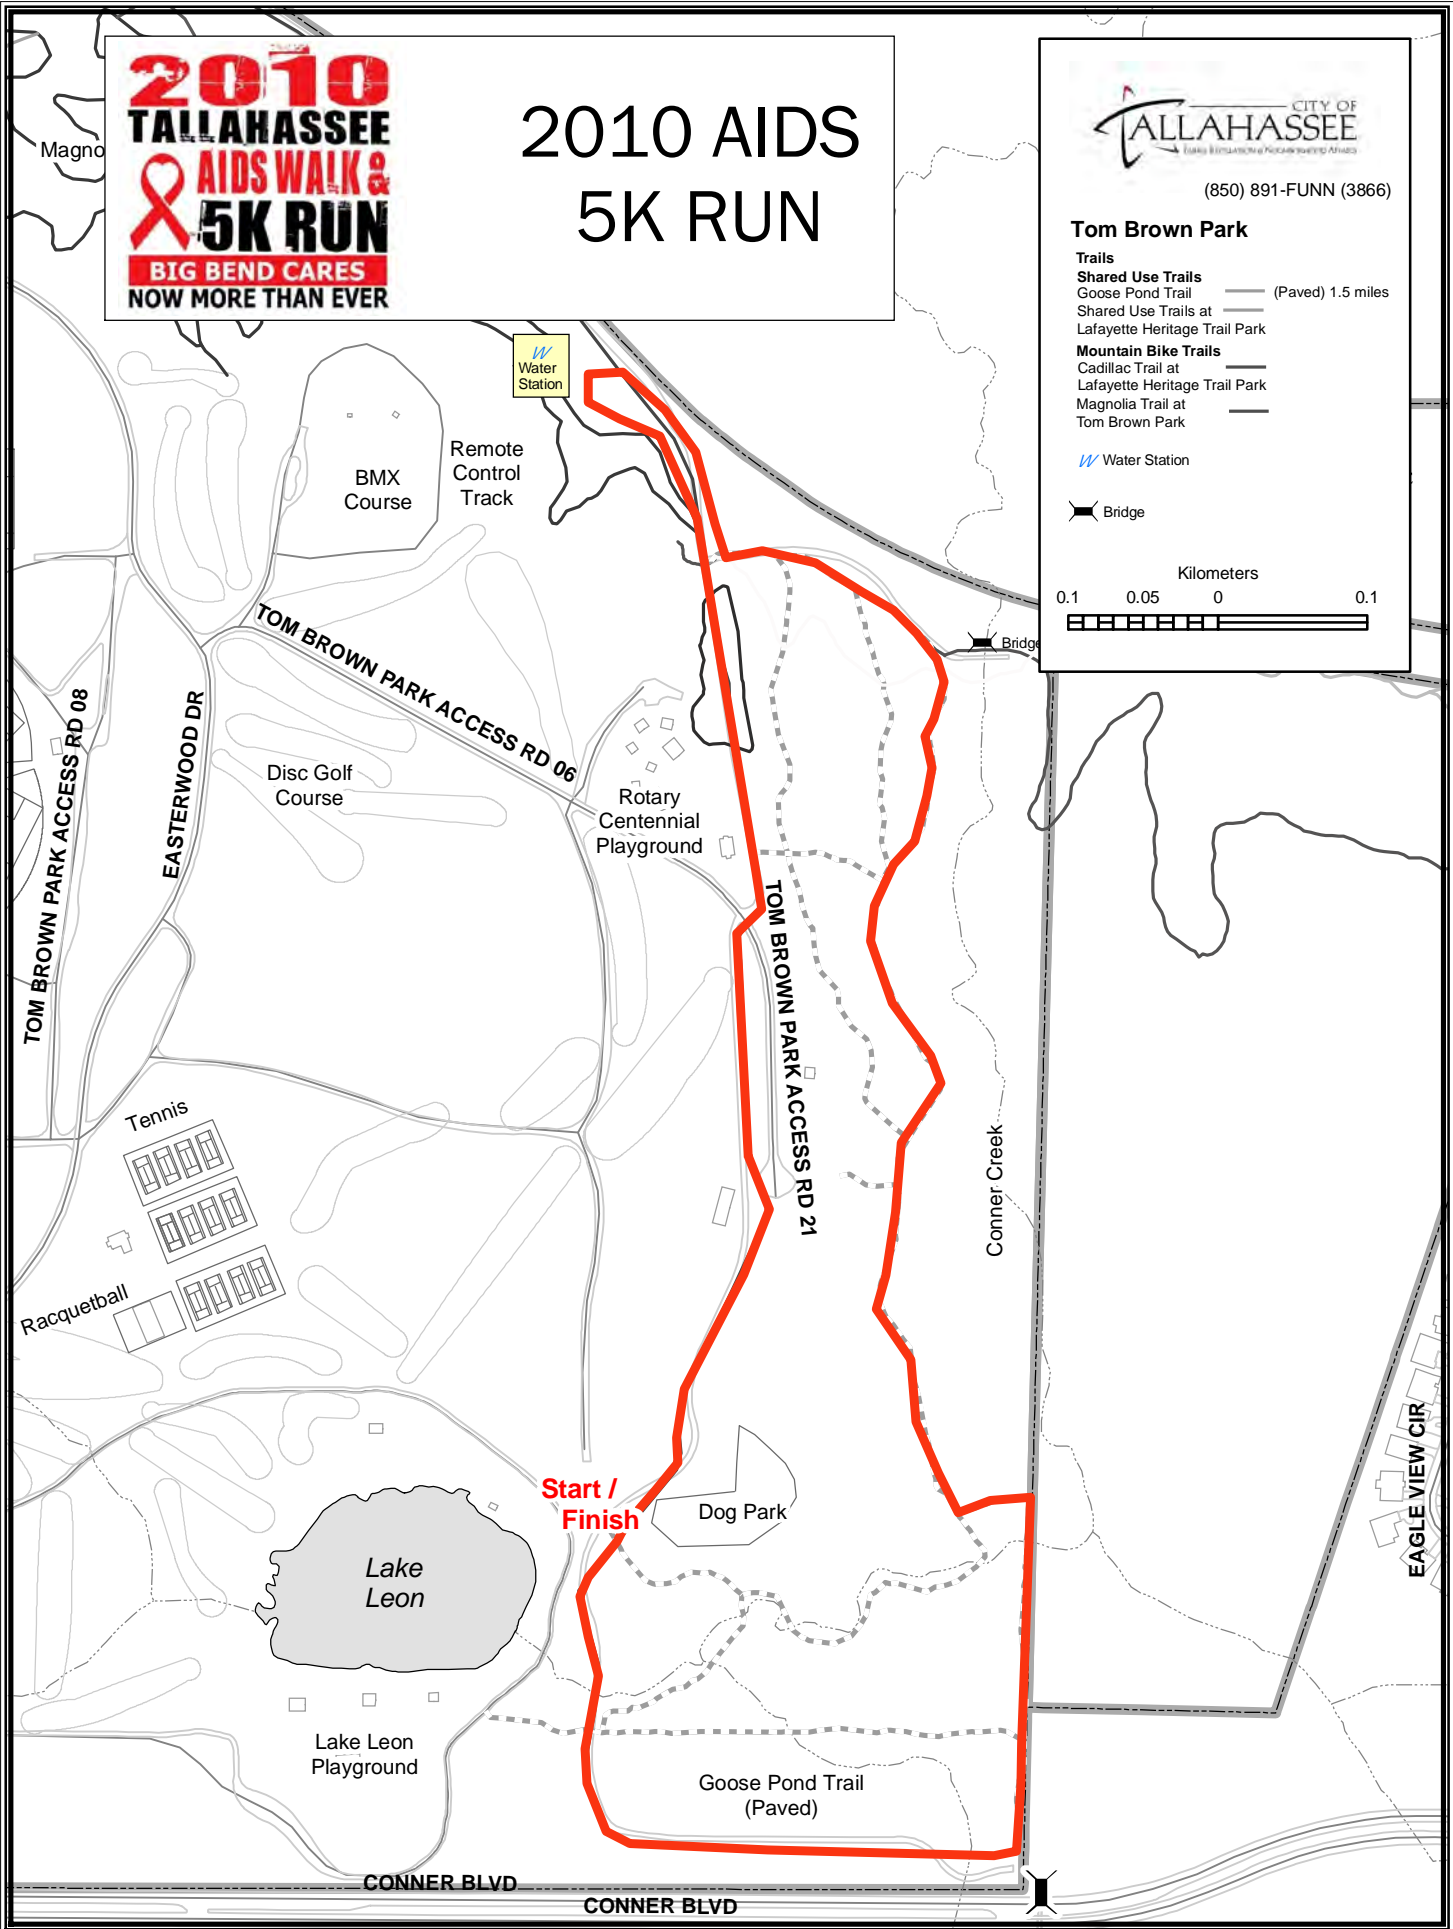 2010
TALLAHASSEE
AIDS WALK &
5K RUN
BIG BEND CARES
NOW MORE THAN EVER
2010 AIDS
5K RUN
CITY OF
TALLAHASSEE
(850) 891-FUNN (3866)
Tom Brown Park
Trails
Shared Use Trails
Goose Pond Trail (Paved) 1.5 miles
Shared Use Trails at
Lafayette Heritage Trail Park
Mountain Bike Trails
Cadillac Trail at
Lafayette Heritage Trail Park
Magnolia Trail at
Tom Brown Park
W Water Station
Bridge
Kilometers
0.1 0.05 0 0.1
Magno
W
Water
Station
Remote
Control
Track
BMX
Course
Bridge
TOM BROWN PARK ACCESS RD 06
TOM BROWN PARK ACCESS RD 08
EASTERWOOD DR
Disc Golf
Course
Rotary
Centennial
Playground
TOM BROWN PARK ACCESS RD 21
Tennis
Conner Creek
Racquetball
Start /
Finish
Dog Park
EAGLE VIEW CIR
Lake
Leon
Lake Leon
Playground
Goose Pond Trail
(Paved)
CONNER BLVD
CONNER BLVD